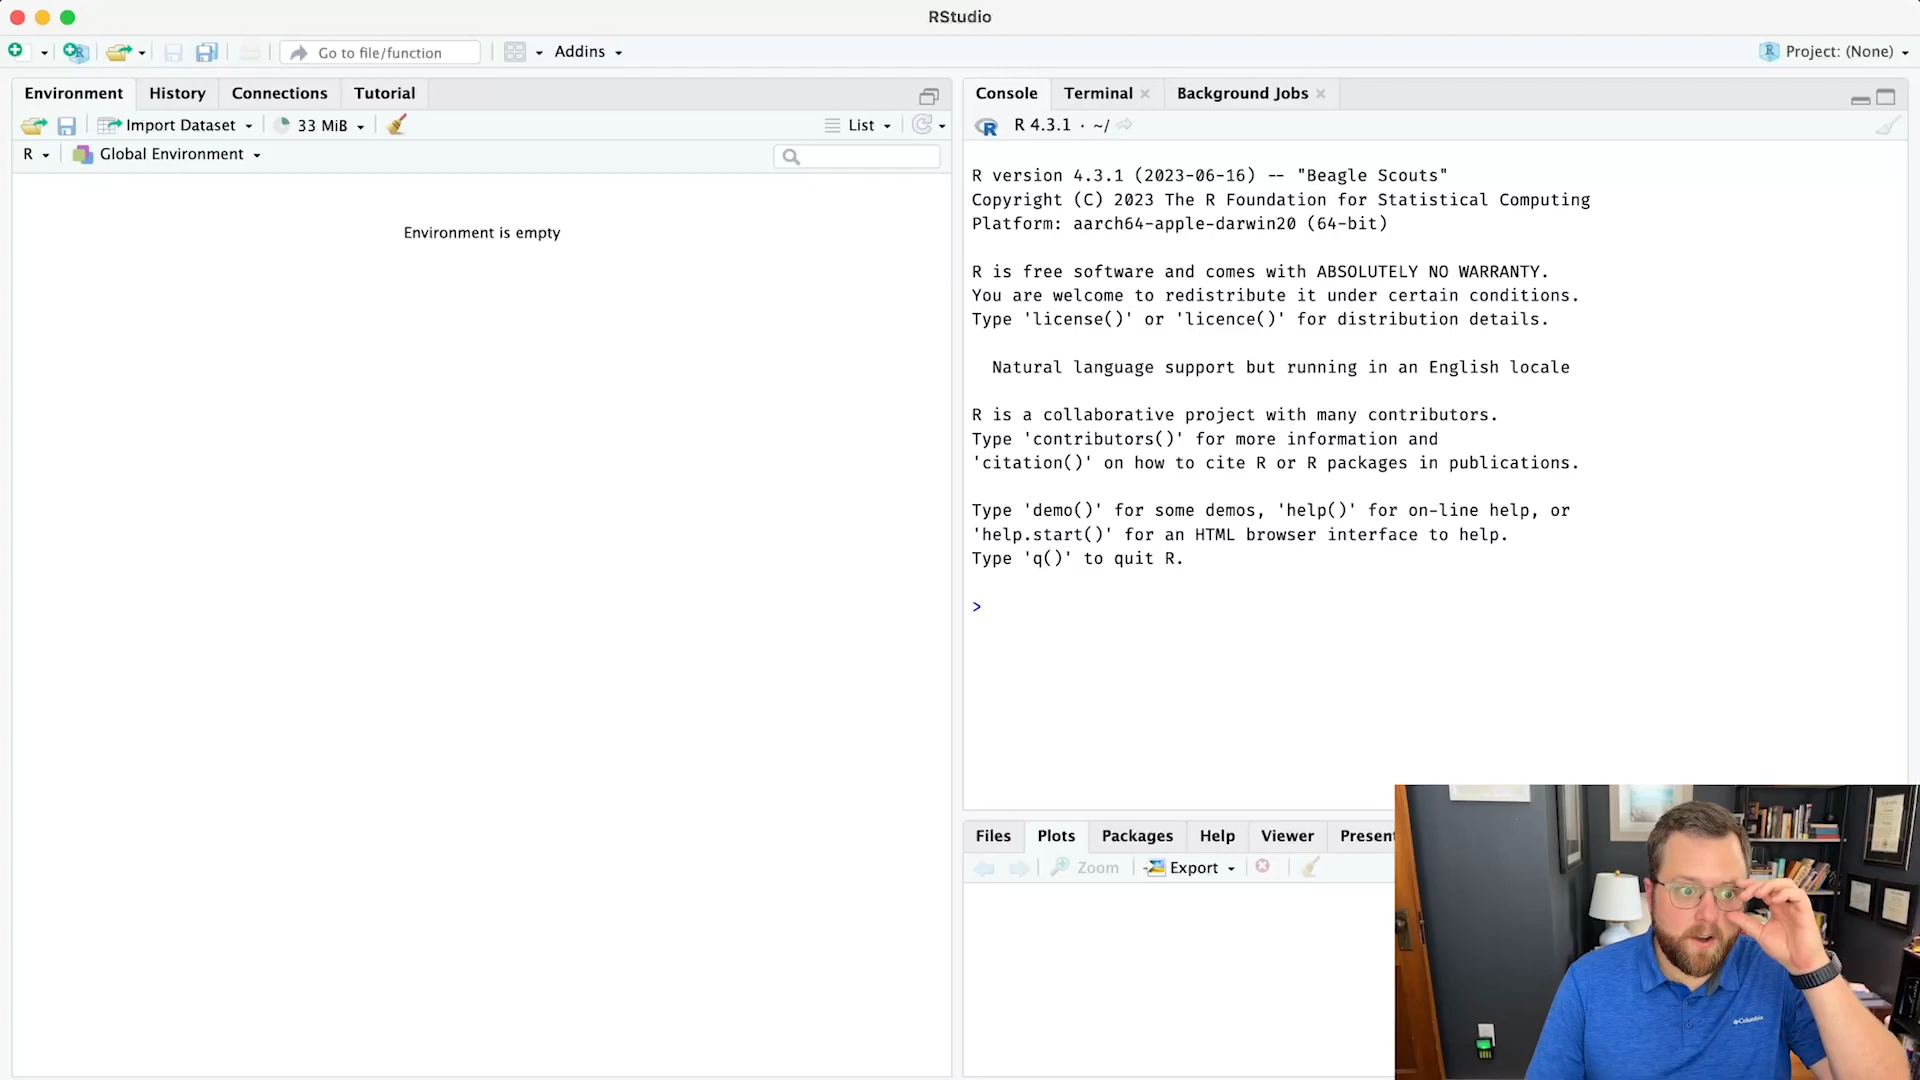 RStudio
Go to file/function
Addins
Project: (None)
Environment
History
Connections
Tutorial
Import Dataset
33 MiB
List
R
Global Environment
Environment is empty
Console
Terminal
Background Jobs
R 4.3.1 · ~/
R version 4.3.1 (2023-06-16) -- "Beagle Scouts"
Copyright (C) 2023 The R Foundation for Statistical Computing
Platform: aarch64-apple-darwin20 (64-bit)
R is free software and comes with ABSOLUTELY NO WARRANTY.
You are welcome to redistribute it under certain conditions.
Type 'license()' or 'licence()' for distribution details.
Natural language support but running in an English locale
R is a collaborative project with many contributors.
Type 'contributors()' for more information and
'citation()' on how to cite R or R packages in publications.
Type 'demo()' for some demos, 'help()' for on-line help, or
'help.start()' for an HTML browser interface to help.
Type 'q()' to quit R.
>
Files
Plots
Packages
Help
Viewer
Present
Zoom
Export
Columbia